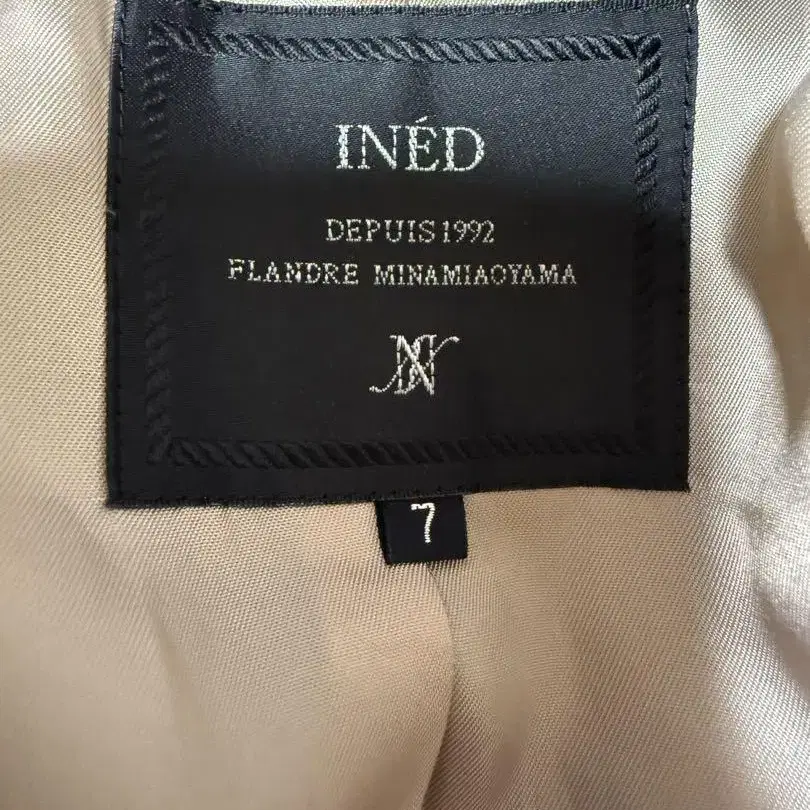 INÉD
DEPUIS 1992
FLANDRE MINAMIAOYAMA
7